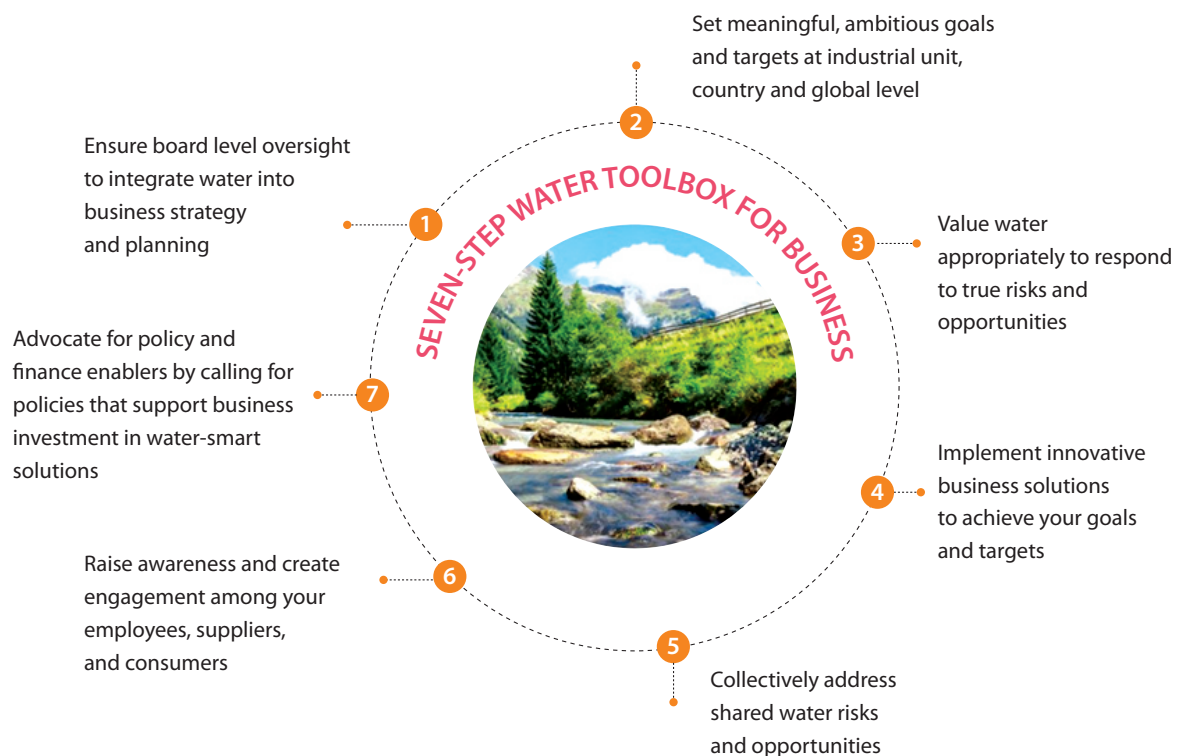 SEVEN-STEP WATER TOOLBOX FOR BUSINESS
1
Ensure board level oversight
to integrate water into
business strategy
and planning
2
Set meaningful, ambitious goals
and targets at industrial unit,
country and global level
3
Value water
appropriately to respond
to true risks and
opportunities
4
Implement innovative
business solutions
to achieve your goals
and targets
5
Collectively address
shared water risks
and opportunities
6
Raise awareness and create
engagement among your
employees, suppliers,
and consumers
7
Advocate for policy and
finance enablers by calling for
policies that support business
investment in water-smart
solutions